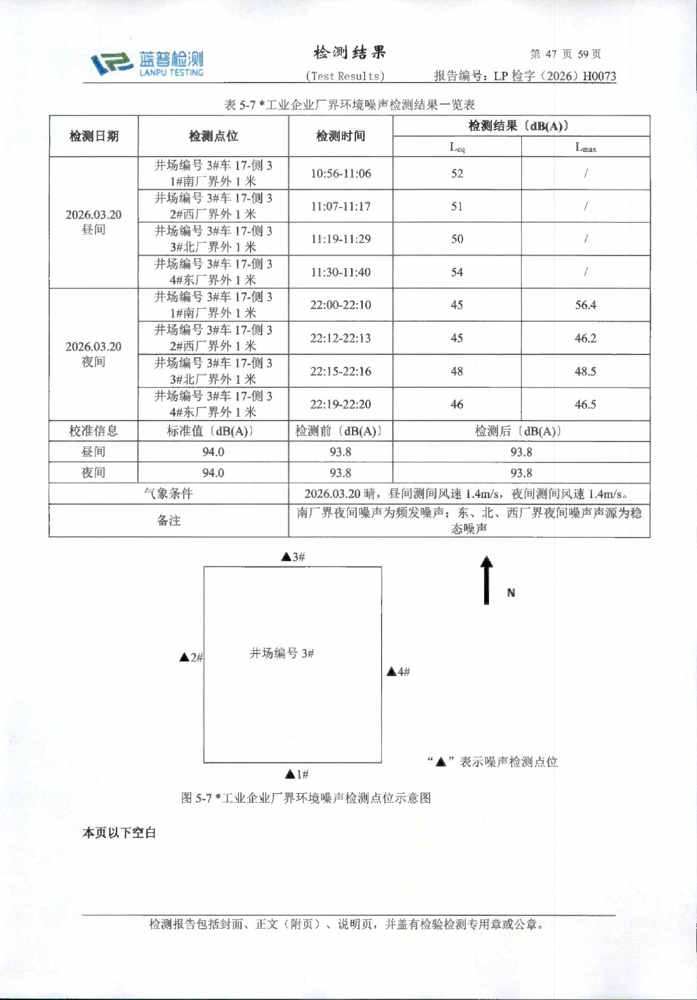 蓝普检测
LANPU TESTING
检测结果
(Test Results)
第 47 页 59页
报告编号：LP 检字（2026）H0073
表 5-7 *工业企业厂界环境噪声检测结果一览表
检测日期 检测点位 检测时间 检测结果〔dB(A)〕
Leq Lmax
2026.03.20
昼间
井场编号 3#车 17-侧 3
1#南厂界外 1 米 10:56-11:06 52 /
井场编号 3#车 17-侧 3
2#西厂界外 1 米 11:07-11:17 51 /
井场编号 3#车 17-侧 3
3#北厂界外 1 米 11:19-11:29 50 /
井场编号 3#车 17-侧 3
4#东厂界外 1 米 11:30-11:40 54 /
2026.03.20
夜间
井场编号 3#车 17-侧 3
1#南厂界外 1 米 22:00-22:10 45 56.4
井场编号 3#车 17-侧 3
2#西厂界外 1 米 22:12-22:13 45 46.2
井场编号 3#车 17-侧 3
3#北厂界外 1 米 22:15-22:16 48 48.5
井场编号 3#车 17-侧 3
4#东厂界外 1 米 22:19-22:20 46 46.5
校准信息 标准值〔dB(A)〕 检测前〔dB(A)〕 检测后〔dB(A)〕
昼间 94.0 93.8 93.8
夜间 94.0 93.8 93.8
气象条件 2026.03.20 晴，昼间测间风速 1.4m/s，夜间测间风速 1.4m/s。
备注 南厂界夜间噪声为频发噪声；东、北、西厂界夜间噪声声源为稳
态噪声
▲3#
N
▲2#
井场编号 3#
▲4#
“▲”表示噪声检测点位
▲1#
图 5-7 *工业企业厂界环境噪声检测点位示意图
本页以下空白
检测报告包括封面、正文（附页）、说明页，并盖有检验检测专用章或公章。